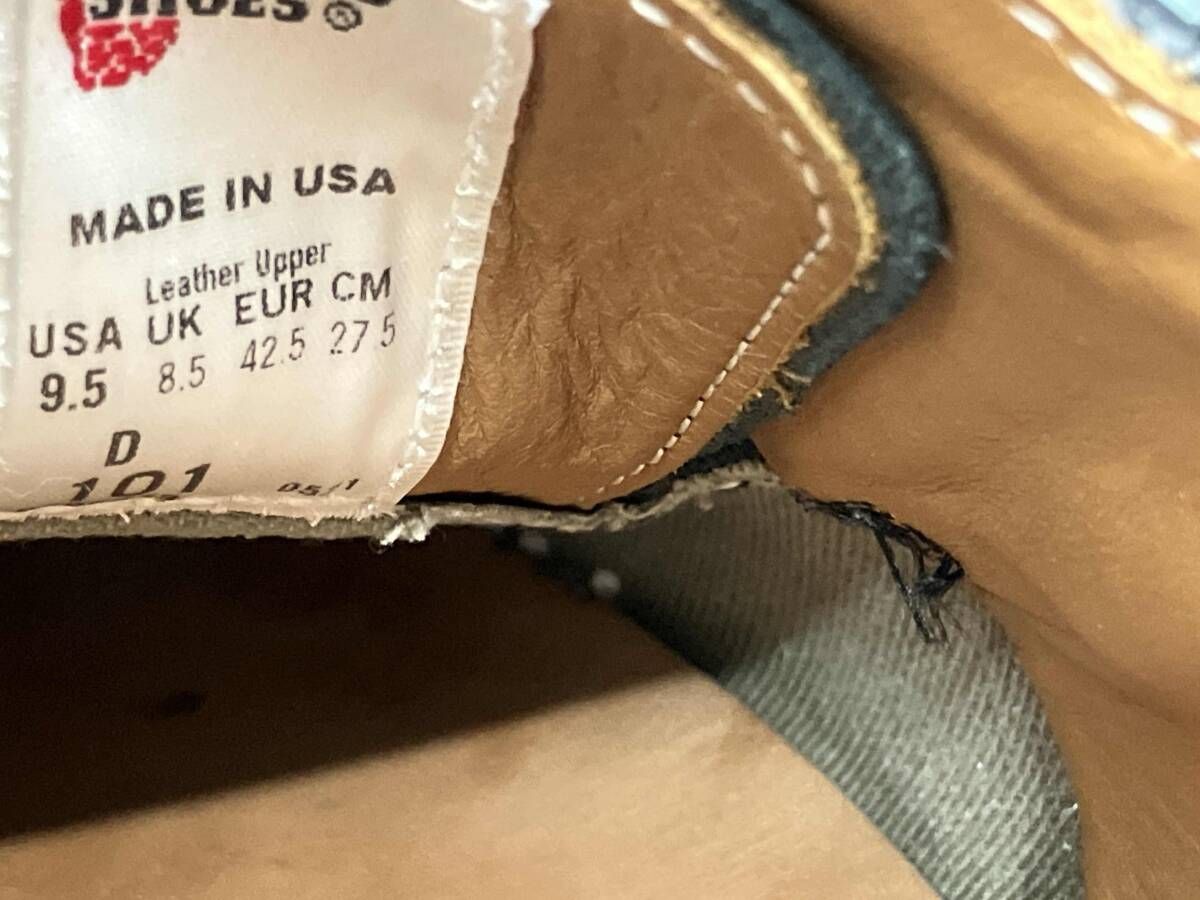 SHOES ®
MADE IN USA
Leather Upper
USA UK EUR CM
9.5 8.5 42.5 27.5
D
101